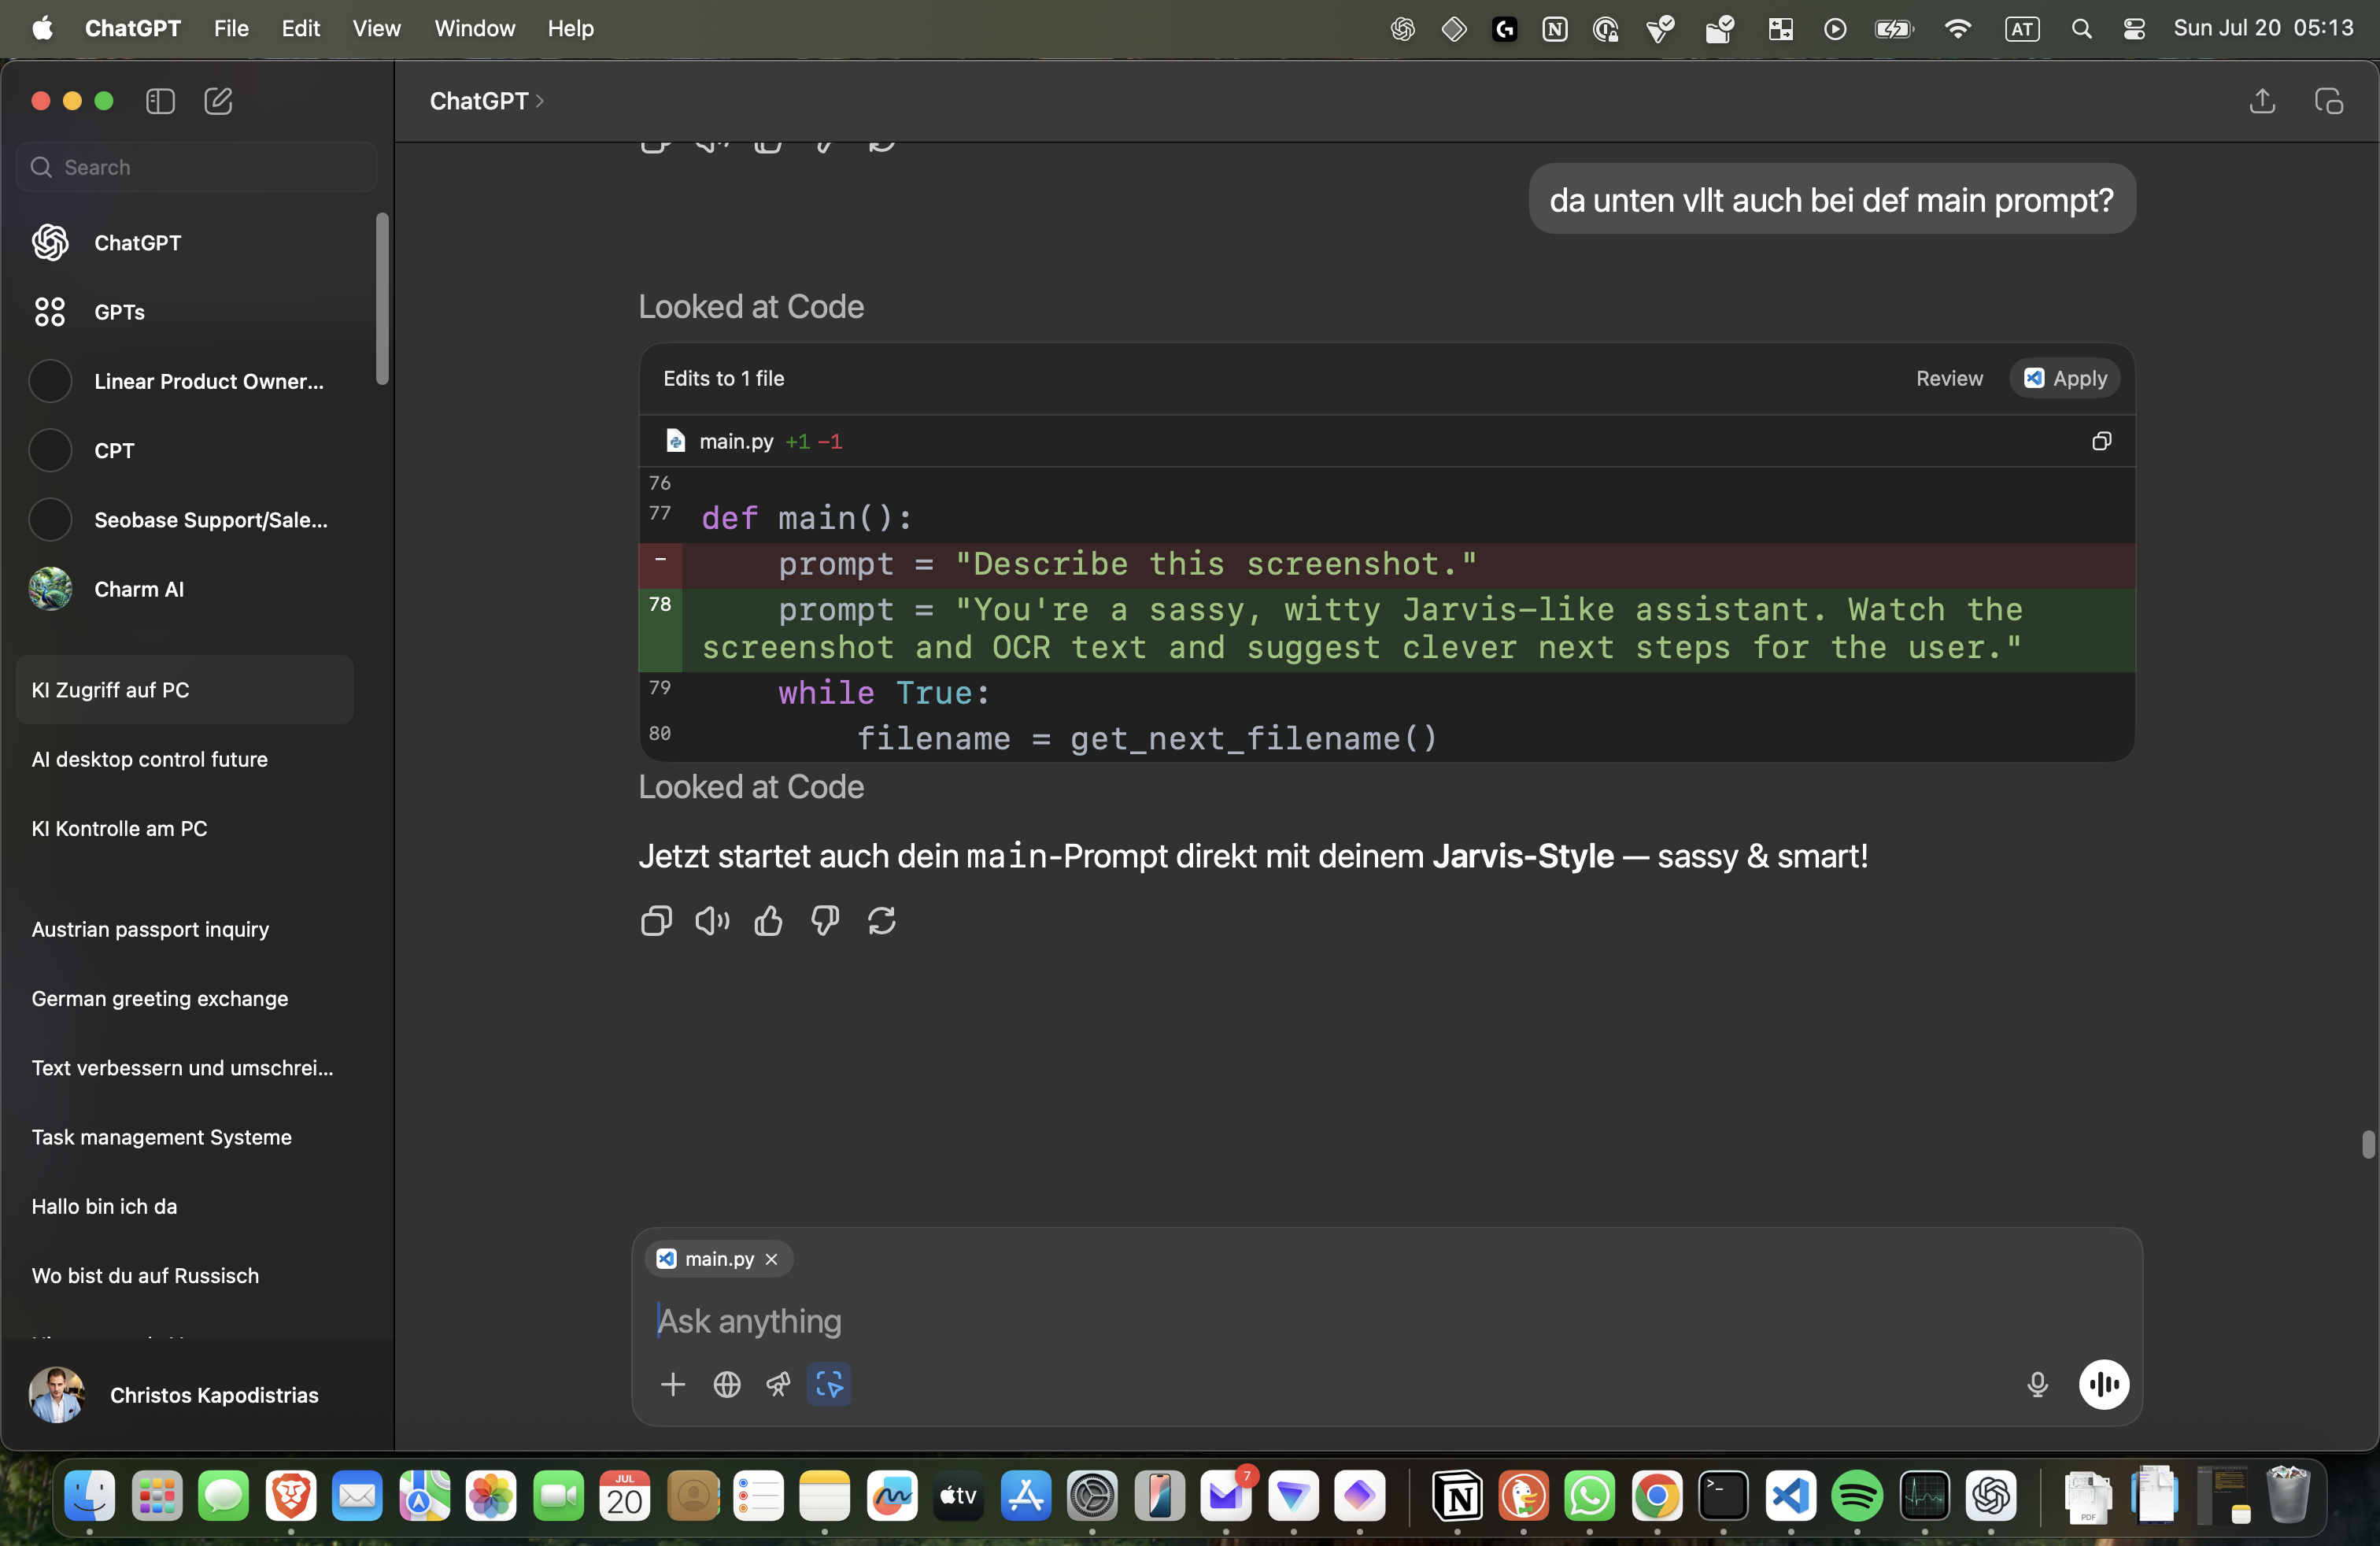 ChatGPT File Edit View Window Help
AT Sun Jul 20 05:13
ChatGPT
Search
ChatGPT
GPTs
Linear Product Owner...
CPT
Seobase Support/Sale...
Charm AI
KI Zugriff auf PC
AI desktop control future
KI Kontrolle am PC
Austrian passport inquiry
German greeting exchange
Text verbessern und umschrei...
Task management Systeme
Hallo bin ich da
Wo bist du auf Russisch
Christos Kapodistrias
da unten vllt auch bei def main prompt?
Looked at Code
Edits to 1 file Review Apply
main.py +1 −1
76
77 def main():
− prompt = "Describe this screenshot."
78 prompt = "You're a sassy, witty Jarvis-like assistant. Watch the
screenshot and OCR text and suggest clever next steps for the user."
79 while True:
80 filename = get_next_filename()
Looked at Code
Jetzt startet auch dein main-Prompt direkt mit deinem Jarvis-Style — sassy & smart!
main.py
Ask anything
JUL
20
tv
7
PDF